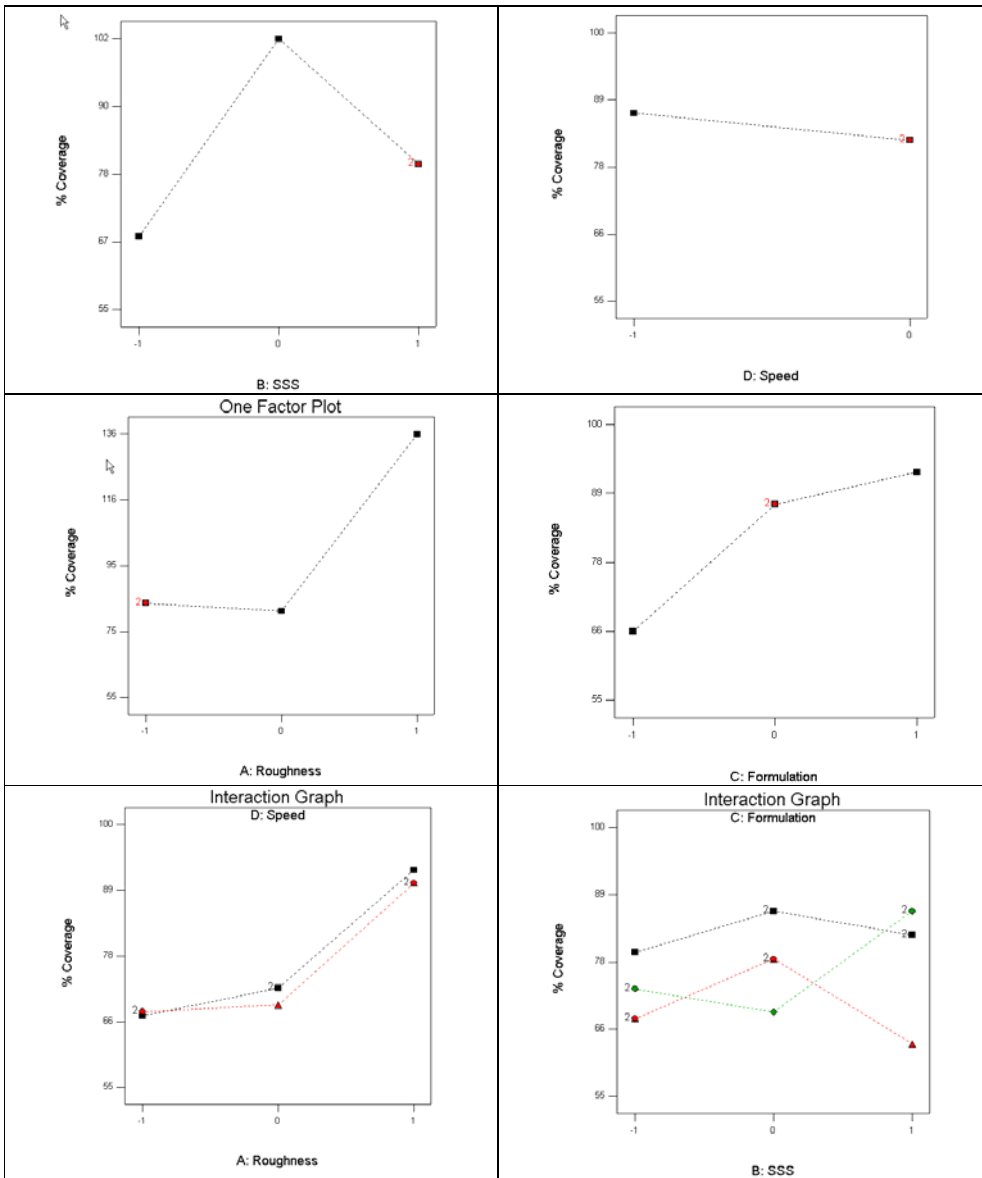 102
90
78
67
55
% Coverage
2
-1 0 1
B: SSS
100
89
78
66
55
% Coverage
2
-1 0
D: Speed
One Factor Plot
136
116
95
75
55
% Coverage
2
-1 0 1
A: Roughness
100
89
78
66
55
% Coverage
2
-1 0 1
C: Formulation
Interaction Graph
D: Speed
100
89
78
66
55
% Coverage
2
2
2
-1 0 1
A: Roughness
Interaction Graph
C: Formulation
100
89
78
66
55
% Coverage
2 2
2
2
2
2
-1 0 1
B: SSS